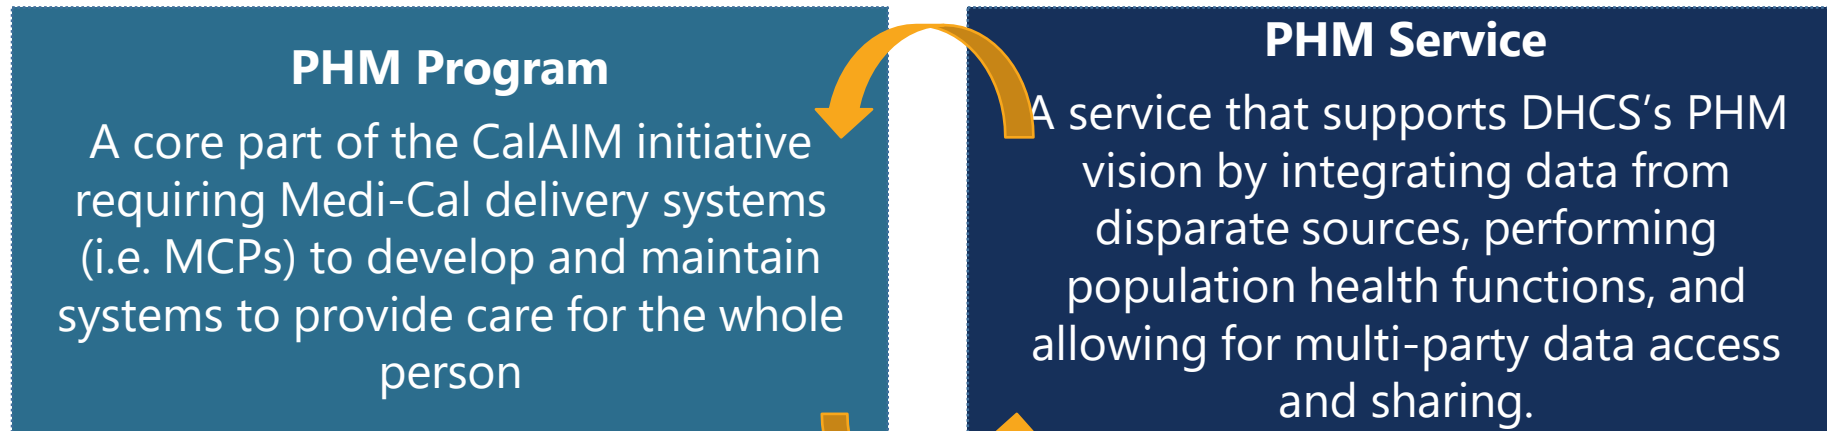 PHM Program
A core part of the CalAIM initiative
requiring Medi-Cal delivery systems
(i.e. MCPs) to develop and maintain
systems to provide care for the whole
person
PHM Service
A service that supports DHCS’s PHM
vision by integrating data from
disparate sources, performing
population health functions, and
allowing for multi-party data access
and sharing.